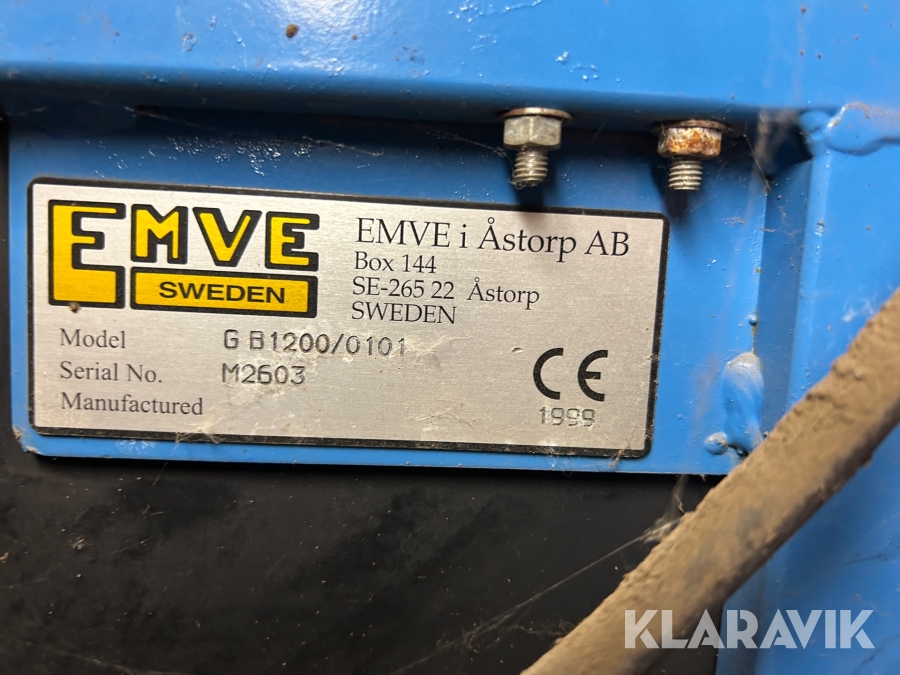 EMVE
SWEDEN
EMVE i Åstorp AB
Box 144
SE-265 22 Åstorp
SWEDEN
Model G B1200/0101
Serial No. M2603
Manufactured
CE
1999
KLARAVIK